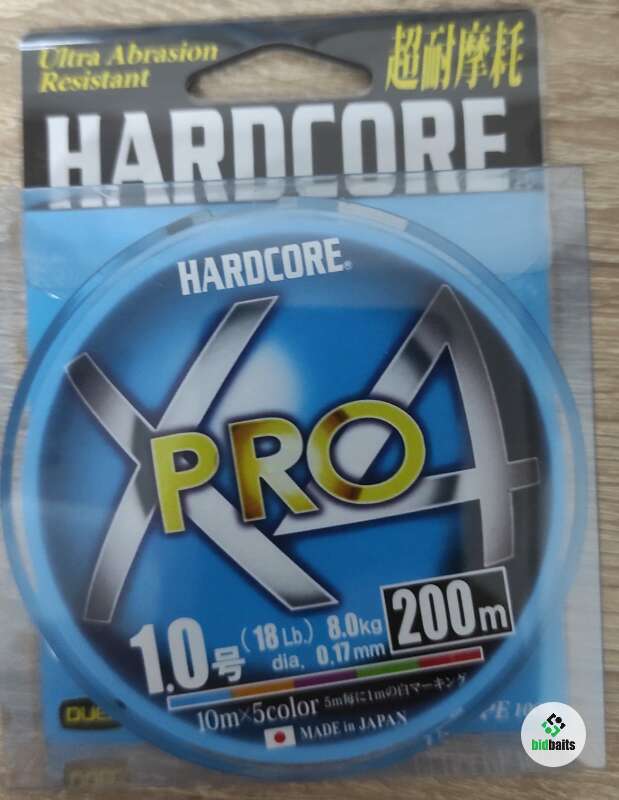 Ultra Abrasion
Resistant
超耐摩耗
HARDCORE
HARDCORE®
X4
PRO
1.0号 (18 Lb.) 8.0kg
dia. 0.17mm
200m
10m×5color 5m毎に1mの白マーキング
MADE in JAPAN
DUEL
PE
bidbaits